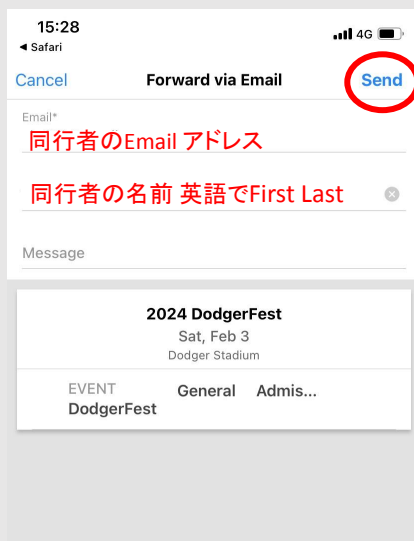 15:28
4G
◀ Safari
Cancel Forward via Email Send
Email*
同行者のEmail アドレス
同行者の名前 英語でFirst Last
Message
2024 DodgerFest
Sat, Feb 3
Dodger Stadium
EVENT General Admis...
DodgerFest